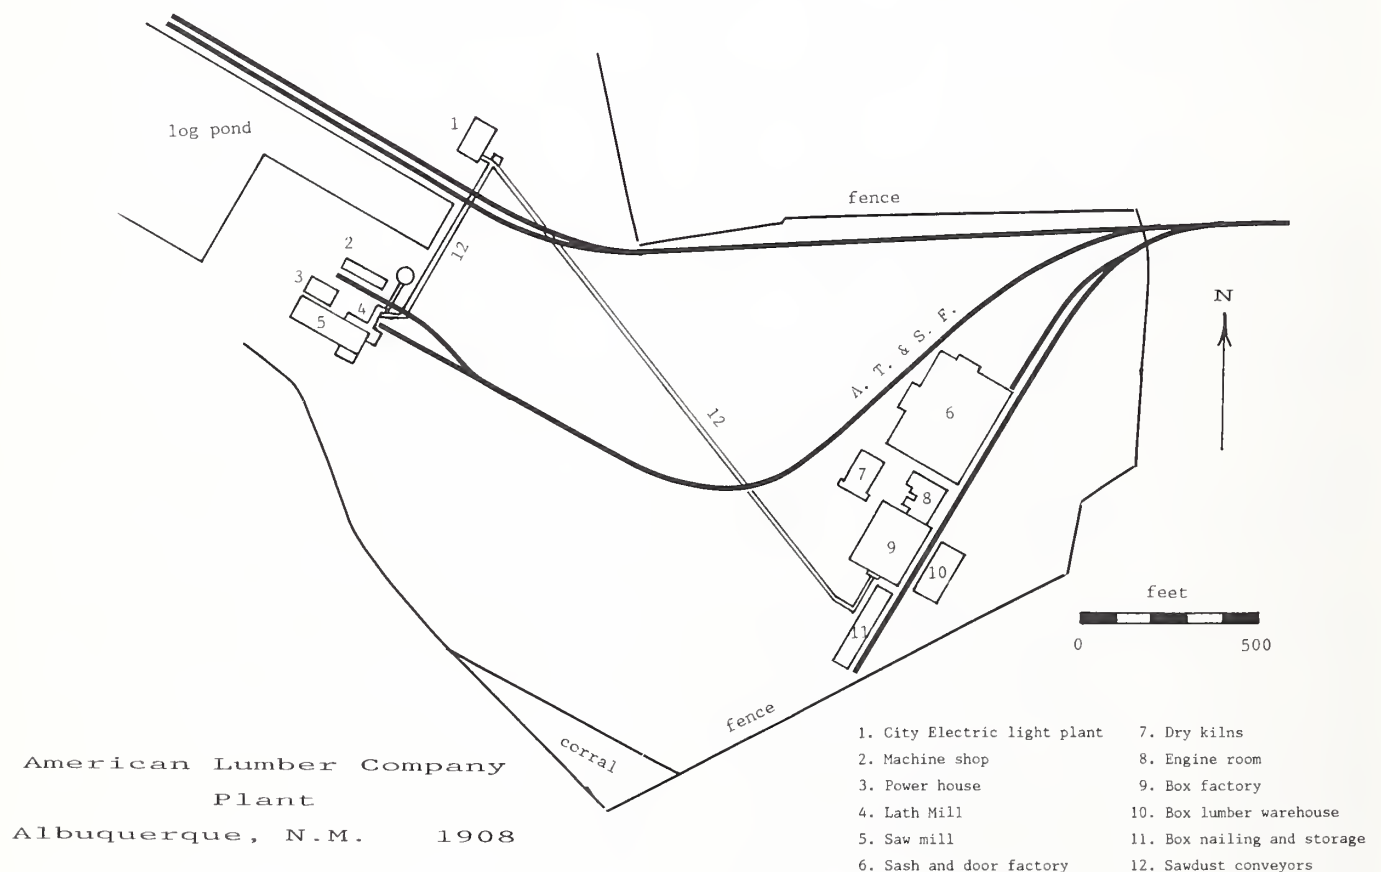 log pond
1
fence
12
2
3
4
5
N
A. T. & S. F.
6
12
7
8
9
10
11
feet
0 500
fence
corral
American Lumber Company
Plant
Albuquerque, N.M. 1908
1. City Electric light plant
2. Machine shop
3. Power house
4. Lath Mill
5. Saw mill
6. Sash and door factory
7. Dry kilns
8. Engine room
9. Box factory
10. Box lumber warehouse
11. Box nailing and storage
12. Sawdust conveyors